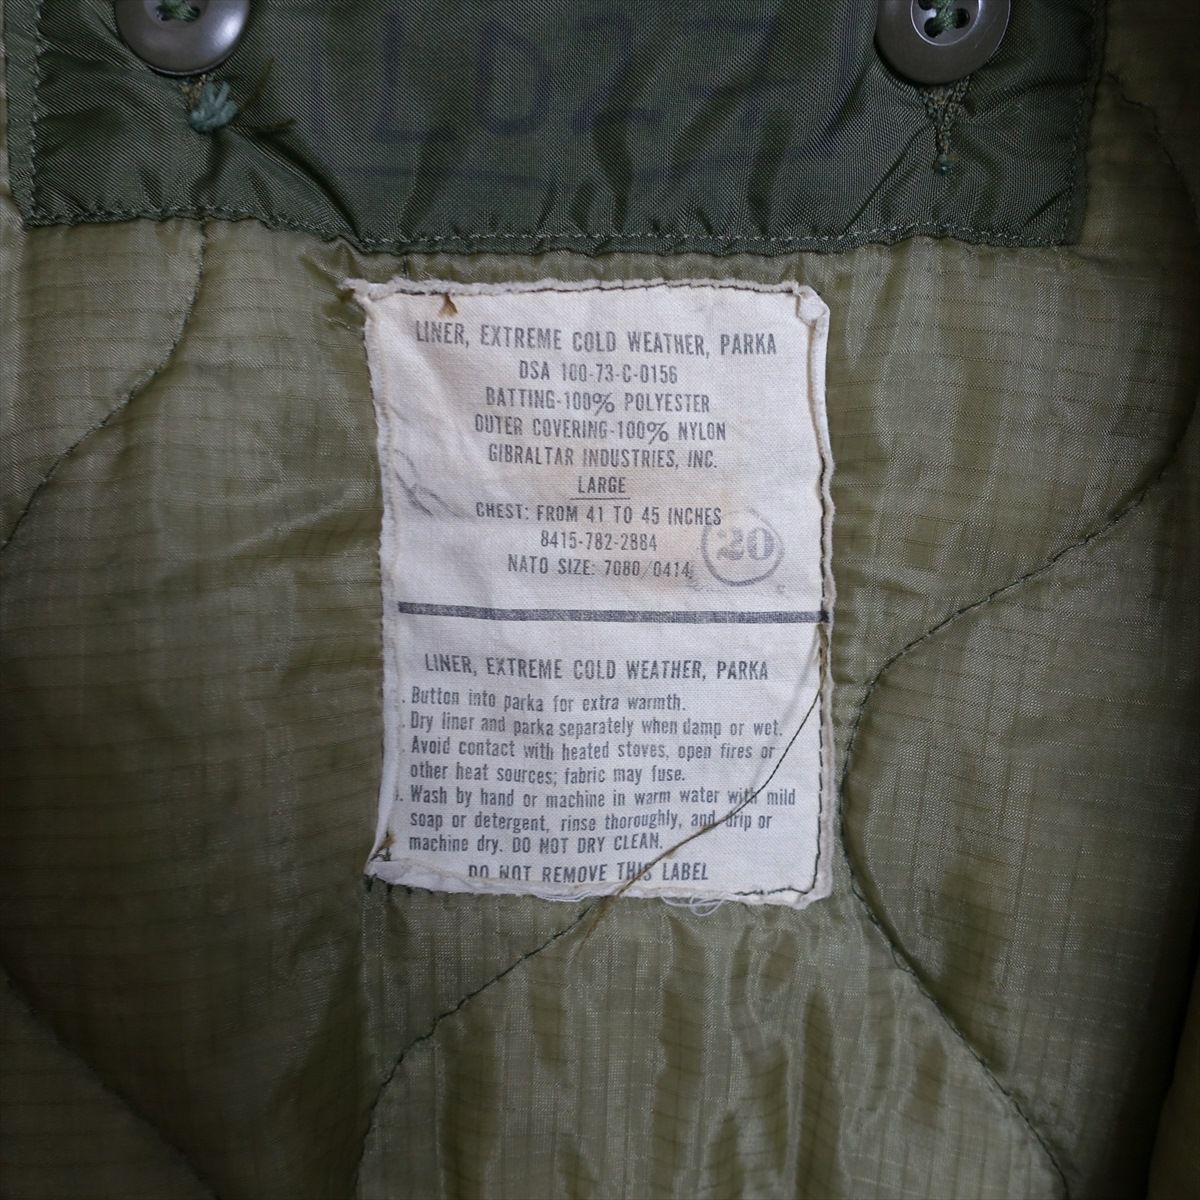 L627
LINER, EXTREME COLD WEATHER, PARKA
DSA 100-73-C-0156
BATTING-100% POLYESTER
OUTER COVERING-100% NYLON
GIBRALTAR INDUSTRIES, INC.
LARGE
CHEST: FROM 41 TO 45 INCHES
8415-782-2884
NATO SIZE: 7080/0414
20
LINER, EXTREME COLD WEATHER, PARKA
. Button into parka for extra warmth.
. Dry liner and parka separately when damp or wet.
. Avoid contact with heated stoves, open fires or
other heat sources; fabric may fuse.
. Wash by hand or machine in warm water with mild
soap or detergent, rinse thoroughly, and drip or
machine dry. DO NOT DRY CLEAN.
DO NOT REMOVE THIS LABEL